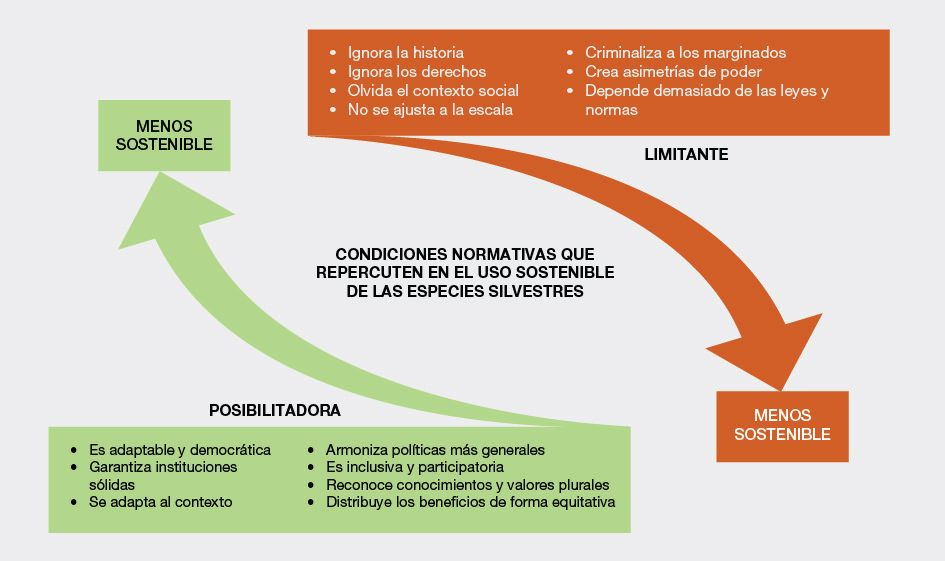 • Ignora la historia
• Ignora los derechos
• Olvida el contexto social
• No se ajusta a la escala
• Criminaliza a los marginados
• Crea asimetrías de poder
• Depende demasiado de las leyes y
normas
MENOS
SOSTENIBLE
LIMITANTE
CONDICIONES NORMATIVAS QUE
REPERCUTEN EN EL USO SOSTENIBLE
DE LAS ESPECIES SILVESTRES
MENOS
SOSTENIBLE
POSIBILITADORA
• Es adaptable y democrática
• Garantiza instituciones
sólidas
• Se adapta al contexto
• Armoniza políticas más generales
• Es inclusiva y participatoria
• Reconoce conocimientos y valores plurales
• Distribuye los beneficios de forma equitativa